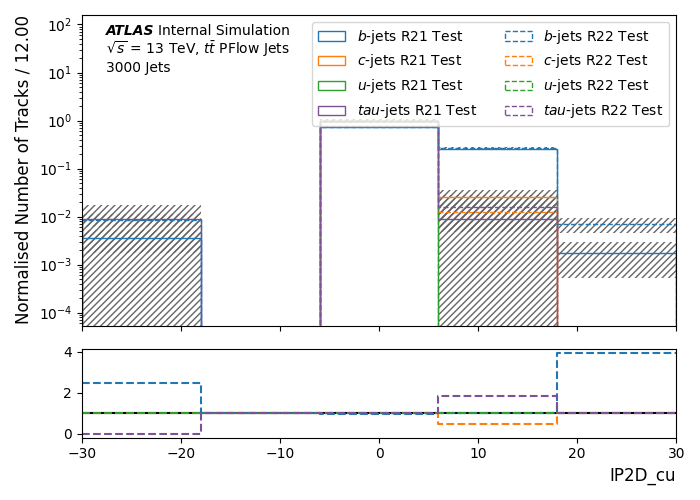 ATLAS Internal Simulation
√s = 13 TeV, tt̄ PFlow Jets
3000 Jets
b-jets R21 Test
c-jets R21 Test
u-jets R21 Test
tau-jets R21 Test
b-jets R22 Test
c-jets R22 Test
u-jets R22 Test
tau-jets R22 Test
Normalised Number of Tracks / 12.00
10²
10¹
10⁰
10⁻¹
10⁻²
10⁻³
10⁻⁴
4
2
0
−30 −20 −10 0 10 20 30
IP2D_cu